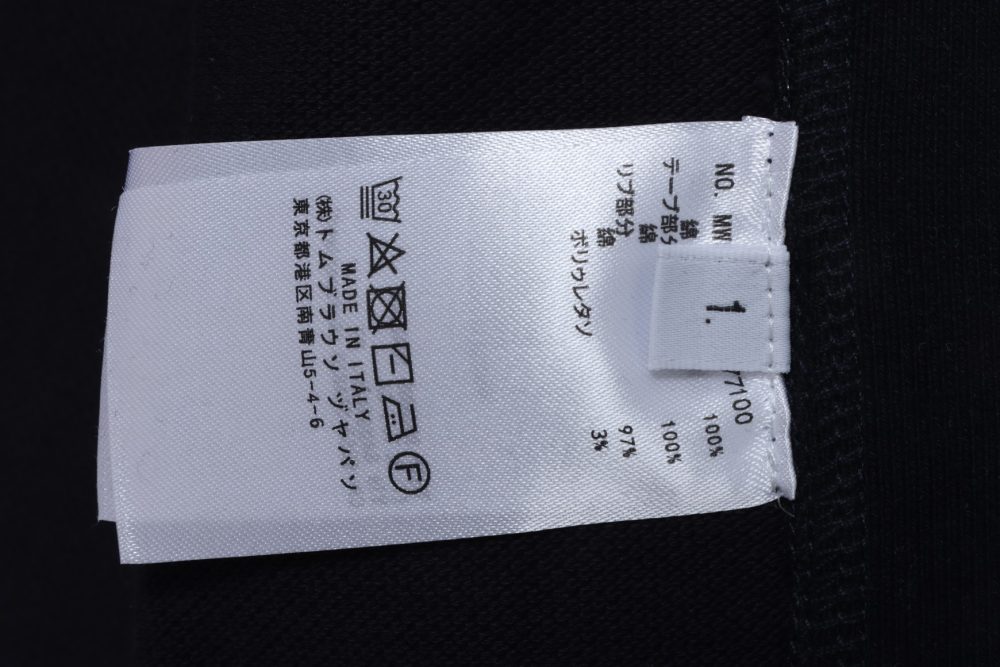 NO. MW
7100
1.
綿 100%
テープ部分
綿 100%
リブ部分
綿 97%
ポリウレタン 3%
30
F
MADE IN ITALY
(株)トムブラウン ジャパン
東京都港区南青山5-4-6